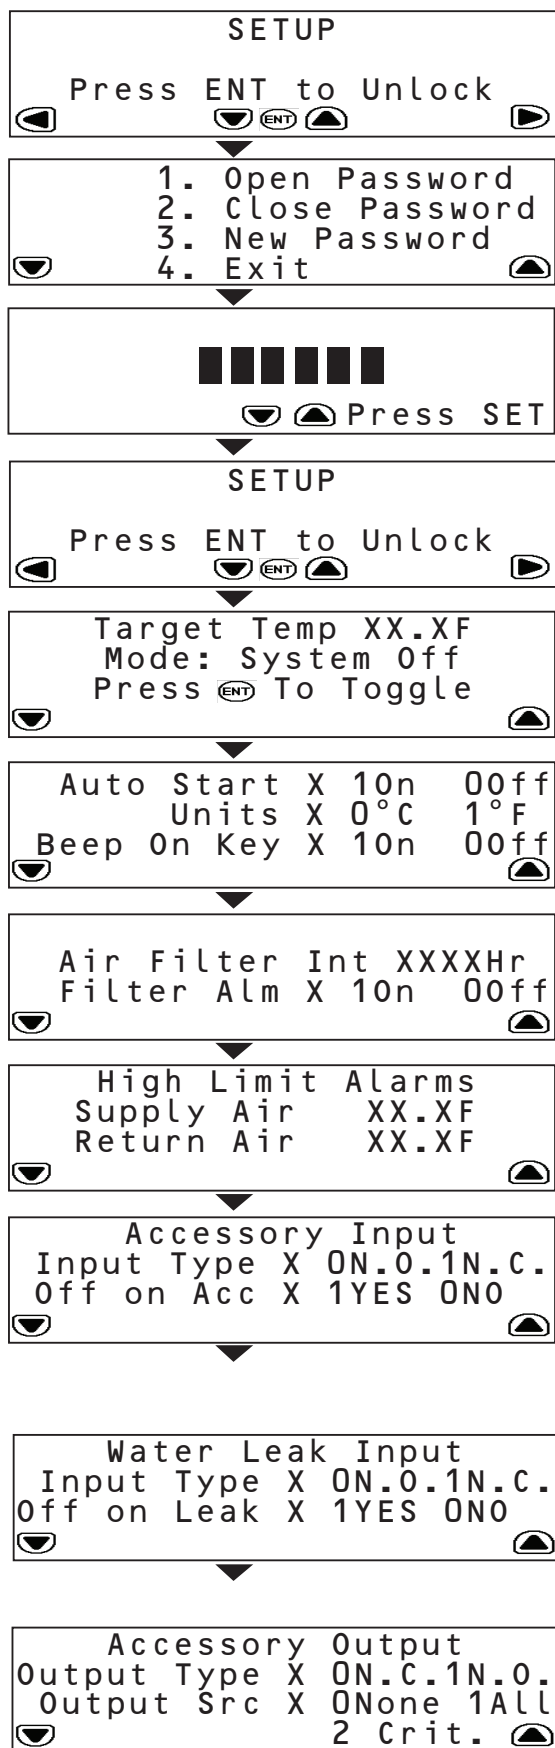 SETUP
Press ENT to Unlock
ENT
1. Open Password
2. Close Password
3. New Password
4. Exit
Press SET
SETUP
Press ENT to Unlock
ENT
Target Temp XX.XF
Mode: System Off
Press ENT To Toggle
Auto Start X 1On 0Off
Units X 0°C 1°F
Beep On Key X 1On 0Off
Air Filter Int XXXXHr
Filter Alm X 1On 0Off
High Limit Alarms
Supply Air XX.XF
Return Air XX.XF
Accessory Input
Input Type X 0N.O.1N.C.
Off on Acc X 1YES 0NO
Water Leak Input
Input Type X 0N.O.1N.C.
Off on Leak X 1YES 0NO
Accessory Output
Output Type X 0N.C.1N.O.
Output Src X 0None 1All
2 Crit.